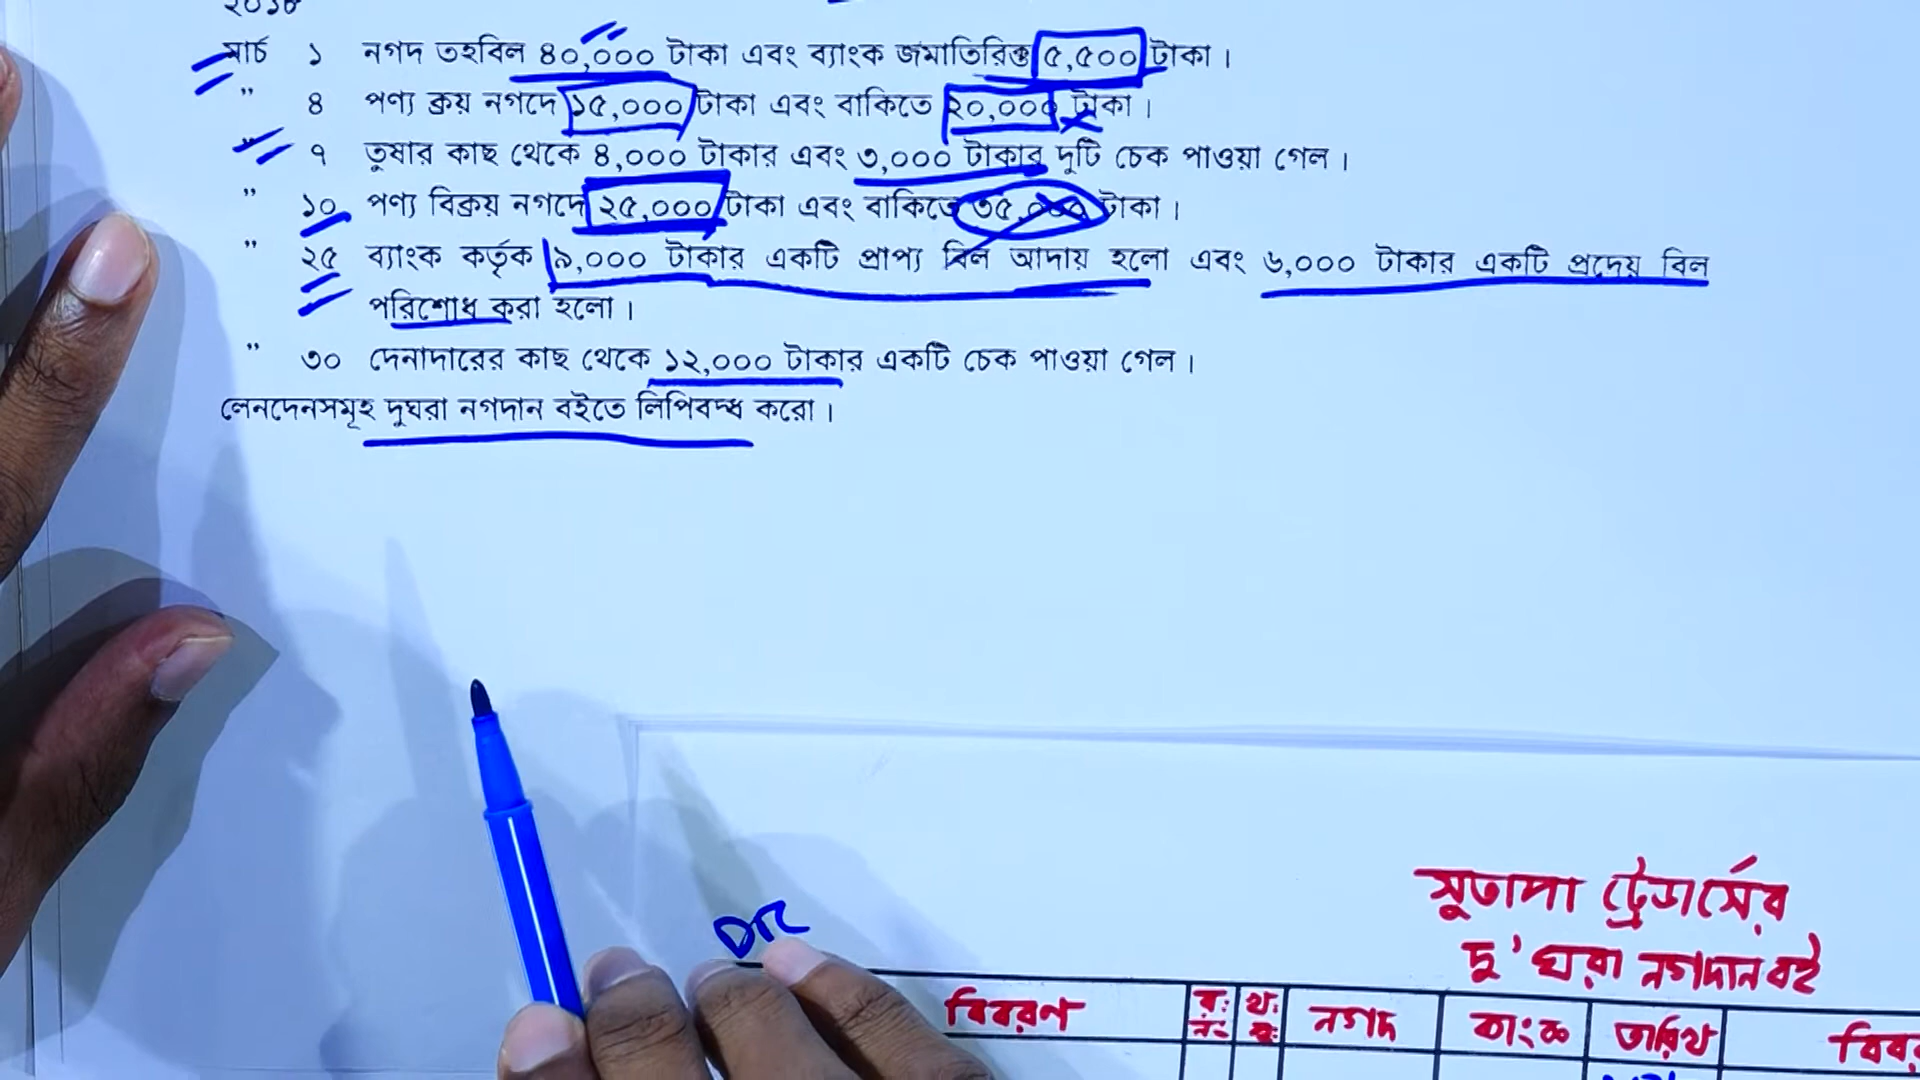 ২০১৮
মার্চ ১ নগদ তহবিল ৪০,০০০ টাকা এবং ব্যাংক জমাতিরিক্ত ৫,৫০০ টাকা।
" ৪ পণ্য ক্রয় নগদে ১৫,০০০ টাকা এবং বাকিতে ২০,০০০ টাকা।
" ৭ তুষার কাছ থেকে ৪,০০০ টাকার এবং ৩,০০০ টাকার দুটি চেক পাওয়া গেল।
" ১০ পণ্য বিক্রয় নগদে ২৫,০০০ টাকা এবং বাকিতে ৩৫,০০০ টাকা।
" ২৫ ব্যাংক কর্তৃক ৯,০০০ টাকার একটি প্রাপ্য বিল আদায় হলো এবং ৬,০০০ টাকার একটি প্রদেয় বিল
পরিশোধ করা হলো।
" ৩০ দেনাদারের কাছ থেকে ১২,০০০ টাকার একটি চেক পাওয়া গেল।
লেনদেনসমূহ দুঘরা নগদান বইতে লিপিবদ্ধ করো।
সুতাপা ট্রেডার্সের
দু'ঘরা নগদান বই
Dr
বিবরণ র: নং খ: পৃ: নগদ ব্যাংক তারিখ